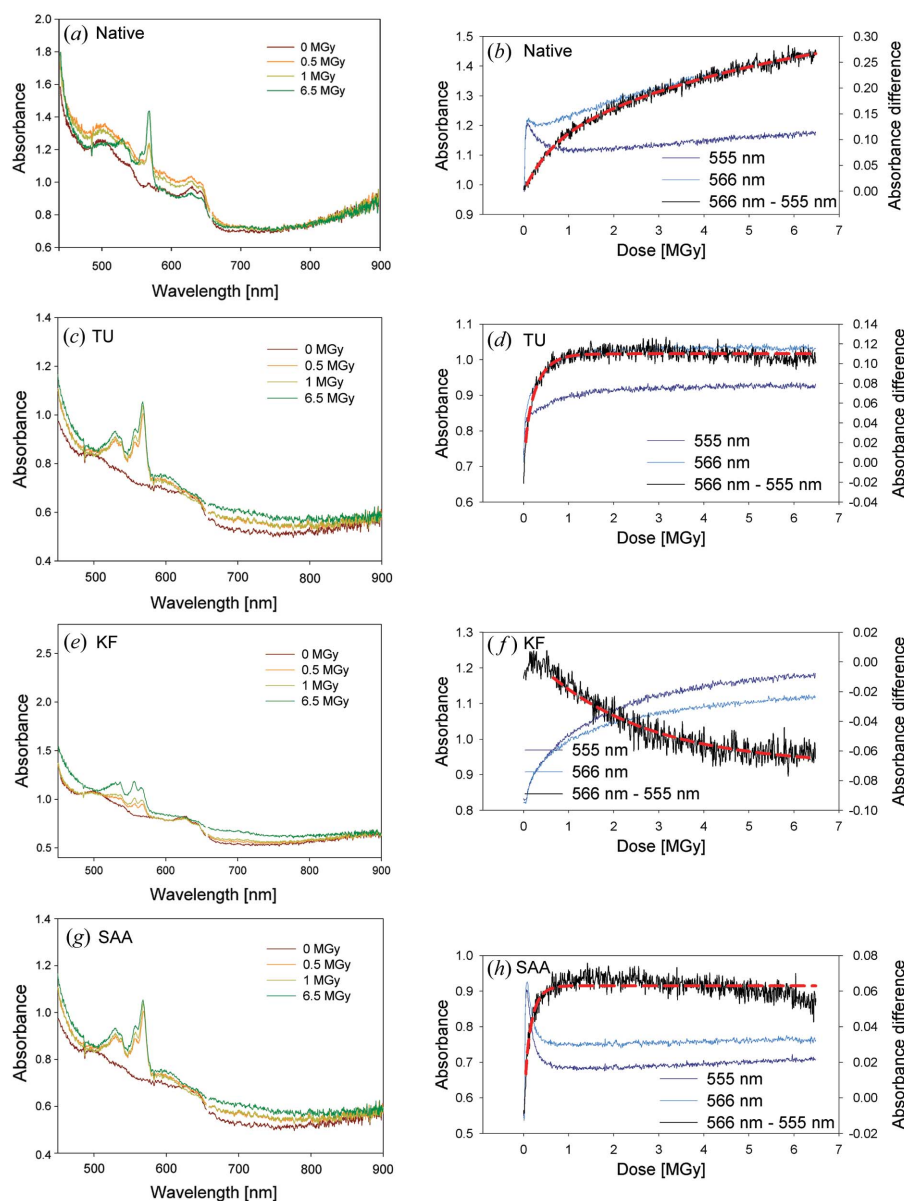 (a) Native
2.0
1.8
1.6
1.4
1.2
1.0
0.8
0.6
Absorbance
0 MGy
0.5 MGy
1 MGy
6.5 MGy
500 600 700 800 900
Wavelength [nm]
(b) Native
1.5
1.4
1.3
1.2
1.1
1.0
0.9
Absorbance
0.30
0.25
0.20
0.15
0.10
0.05
0.00
Absorbance difference
555 nm
566 nm
566 nm - 555 nm
0 1 2 3 4 5 6 7
Dose [MGy]
(c) TU
1.4
1.2
1.0
0.8
0.6
0.4
Absorbance
0 MGy
0.5 MGy
1 MGy
6.5 MGy
500 600 700 800 900
Wavelength [nm]
(d) TU
1.1
1.0
0.9
0.8
0.7
0.6
Absorbance
0.14
0.12
0.10
0.08
0.06
0.04
0.02
0.00
-0.02
-0.04
Absorbance difference
555 nm
566 nm
566 nm - 555 nm
0 1 2 3 4 5 6 7
Dose [MGy]
(e) KF
2.5
2.0
1.5
1.0
0.5
Absorbance
0 MGy
0.5 MGy
1 MGy
6.5 MGy
500 600 700 800 900
Wavelength [nm]
(f) KF
1.3
1.2
1.1
1.0
0.9
0.8
Absorbance
0.02
0.00
-0.02
-0.04
-0.06
-0.08
-0.10
Absorbance difference
555 nm
566 nm
566 nm - 555 nm
0 1 2 3 4 5 6 7
Dose [MGy]
(g) SAA
1.4
1.2
1.0
0.8
0.6
0.4
Absorbance
0 MGy
0.5 MGy
1 MGy
6.5 MGy
500 600 700 800 900
Wavelength [nm]
(h) SAA
1.0
0.9
0.8
0.7
0.6
0.5
Absorbance
0.08
0.06
0.04
0.02
0.00
-0.02
Absorbance difference
555 nm
566 nm
566 nm - 555 nm
0 1 2 3 4 5 6 7
Dose [MGy]